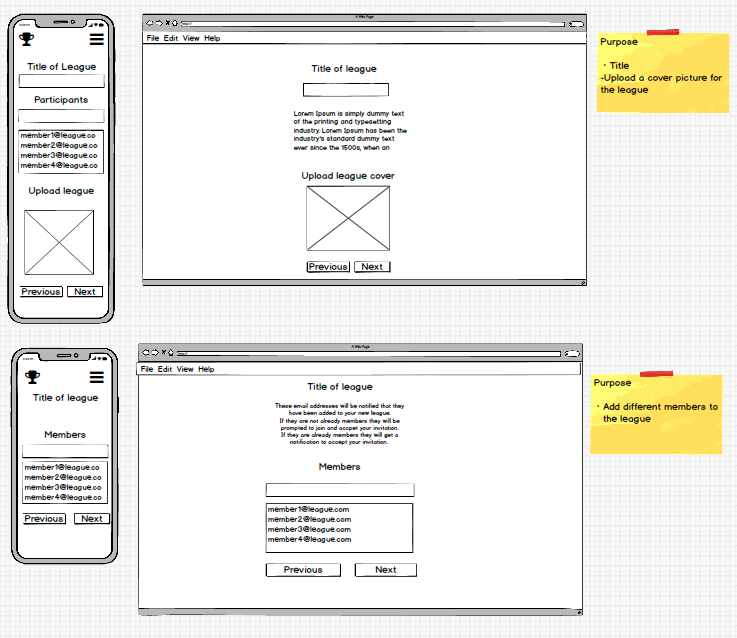 Title of League
Participants
member1@league.co
member2@league.co
member3@league.co
member4@league.co
Upload league
Previous
Next
A Web Page
http://
File Edit View Help
Title of league
Lorem Ipsum is simply dummy text
of the printing and typesetting
industry. Lorem Ipsum has been the
industry's standard dummy text
ever since the 1500s, when an
Upload league cover
Previous
Next
Purpose
• Title
-Upload a cover picture for
the league
Title of league
Members
member1@league.co
member2@league.co
member3@league.co
member4@league.co
Previous
Next
A Web Page
http://
File Edit View Help
Title of league
These email addresses will be notified that they
have been added to your new league.
If they are not already members they will be
prompted to join and accpet your invitation.
If they are already members they will get a
notification to accept your invitation.
Members
member1@league.com
member2@league.com
member3@league.com
member4@league.com
Previous
Next
Purpose
• Add different members to
the league